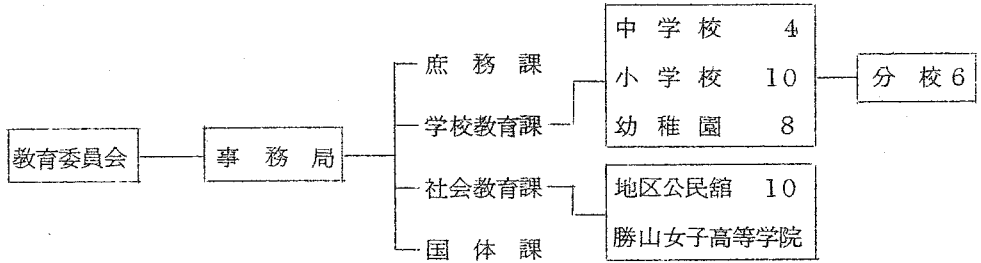 教育委員会
事務局
庶務課
学校教育課
社会教育課
国体課
中学校 4
小学校 10
幼稚園 8
分校 6
地区公民舘 10
勝山女子高等学院